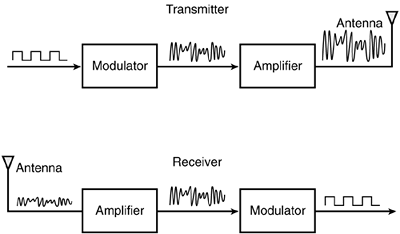 Transmitter
Antenna
Modulator
Amplifier
Receiver
Antenna
Amplifier
Modulator